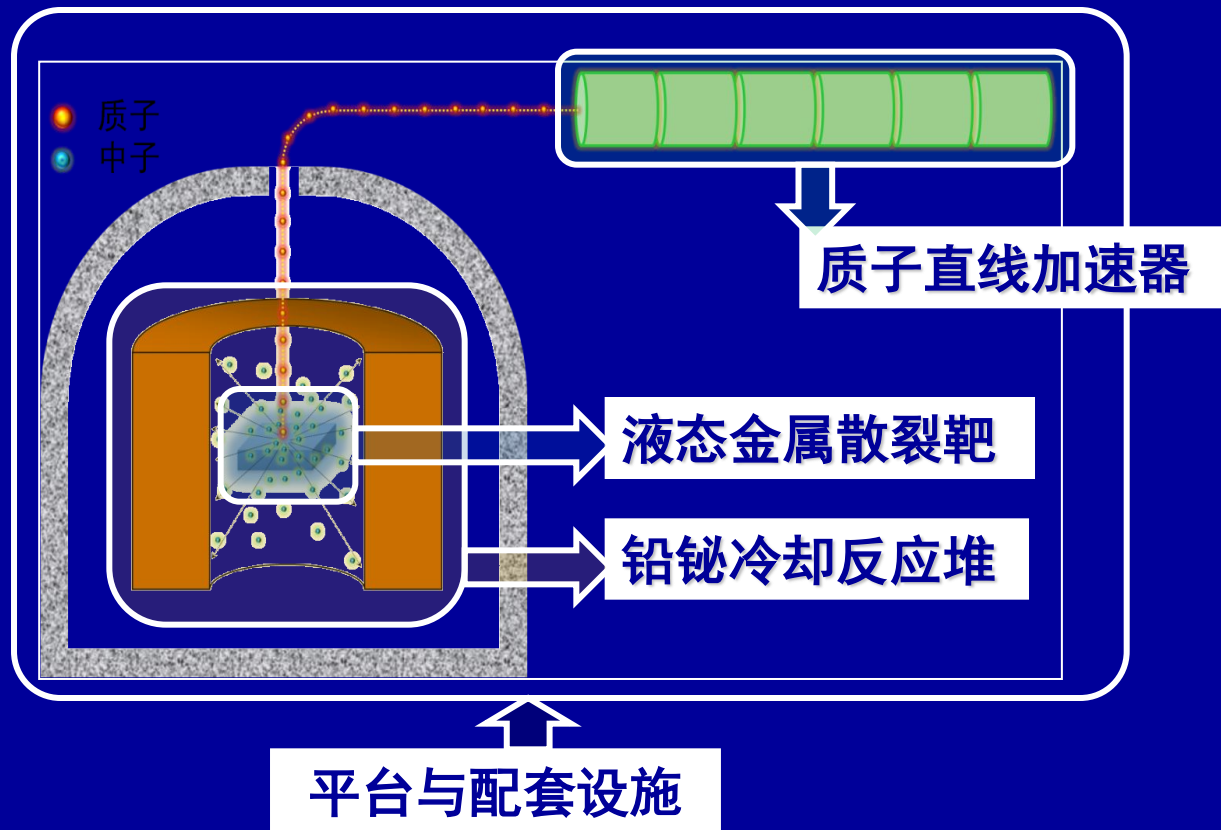 质子
中子
质子直线加速器
液态金属散裂靶
铅铋冷却反应堆
平台与配套设施